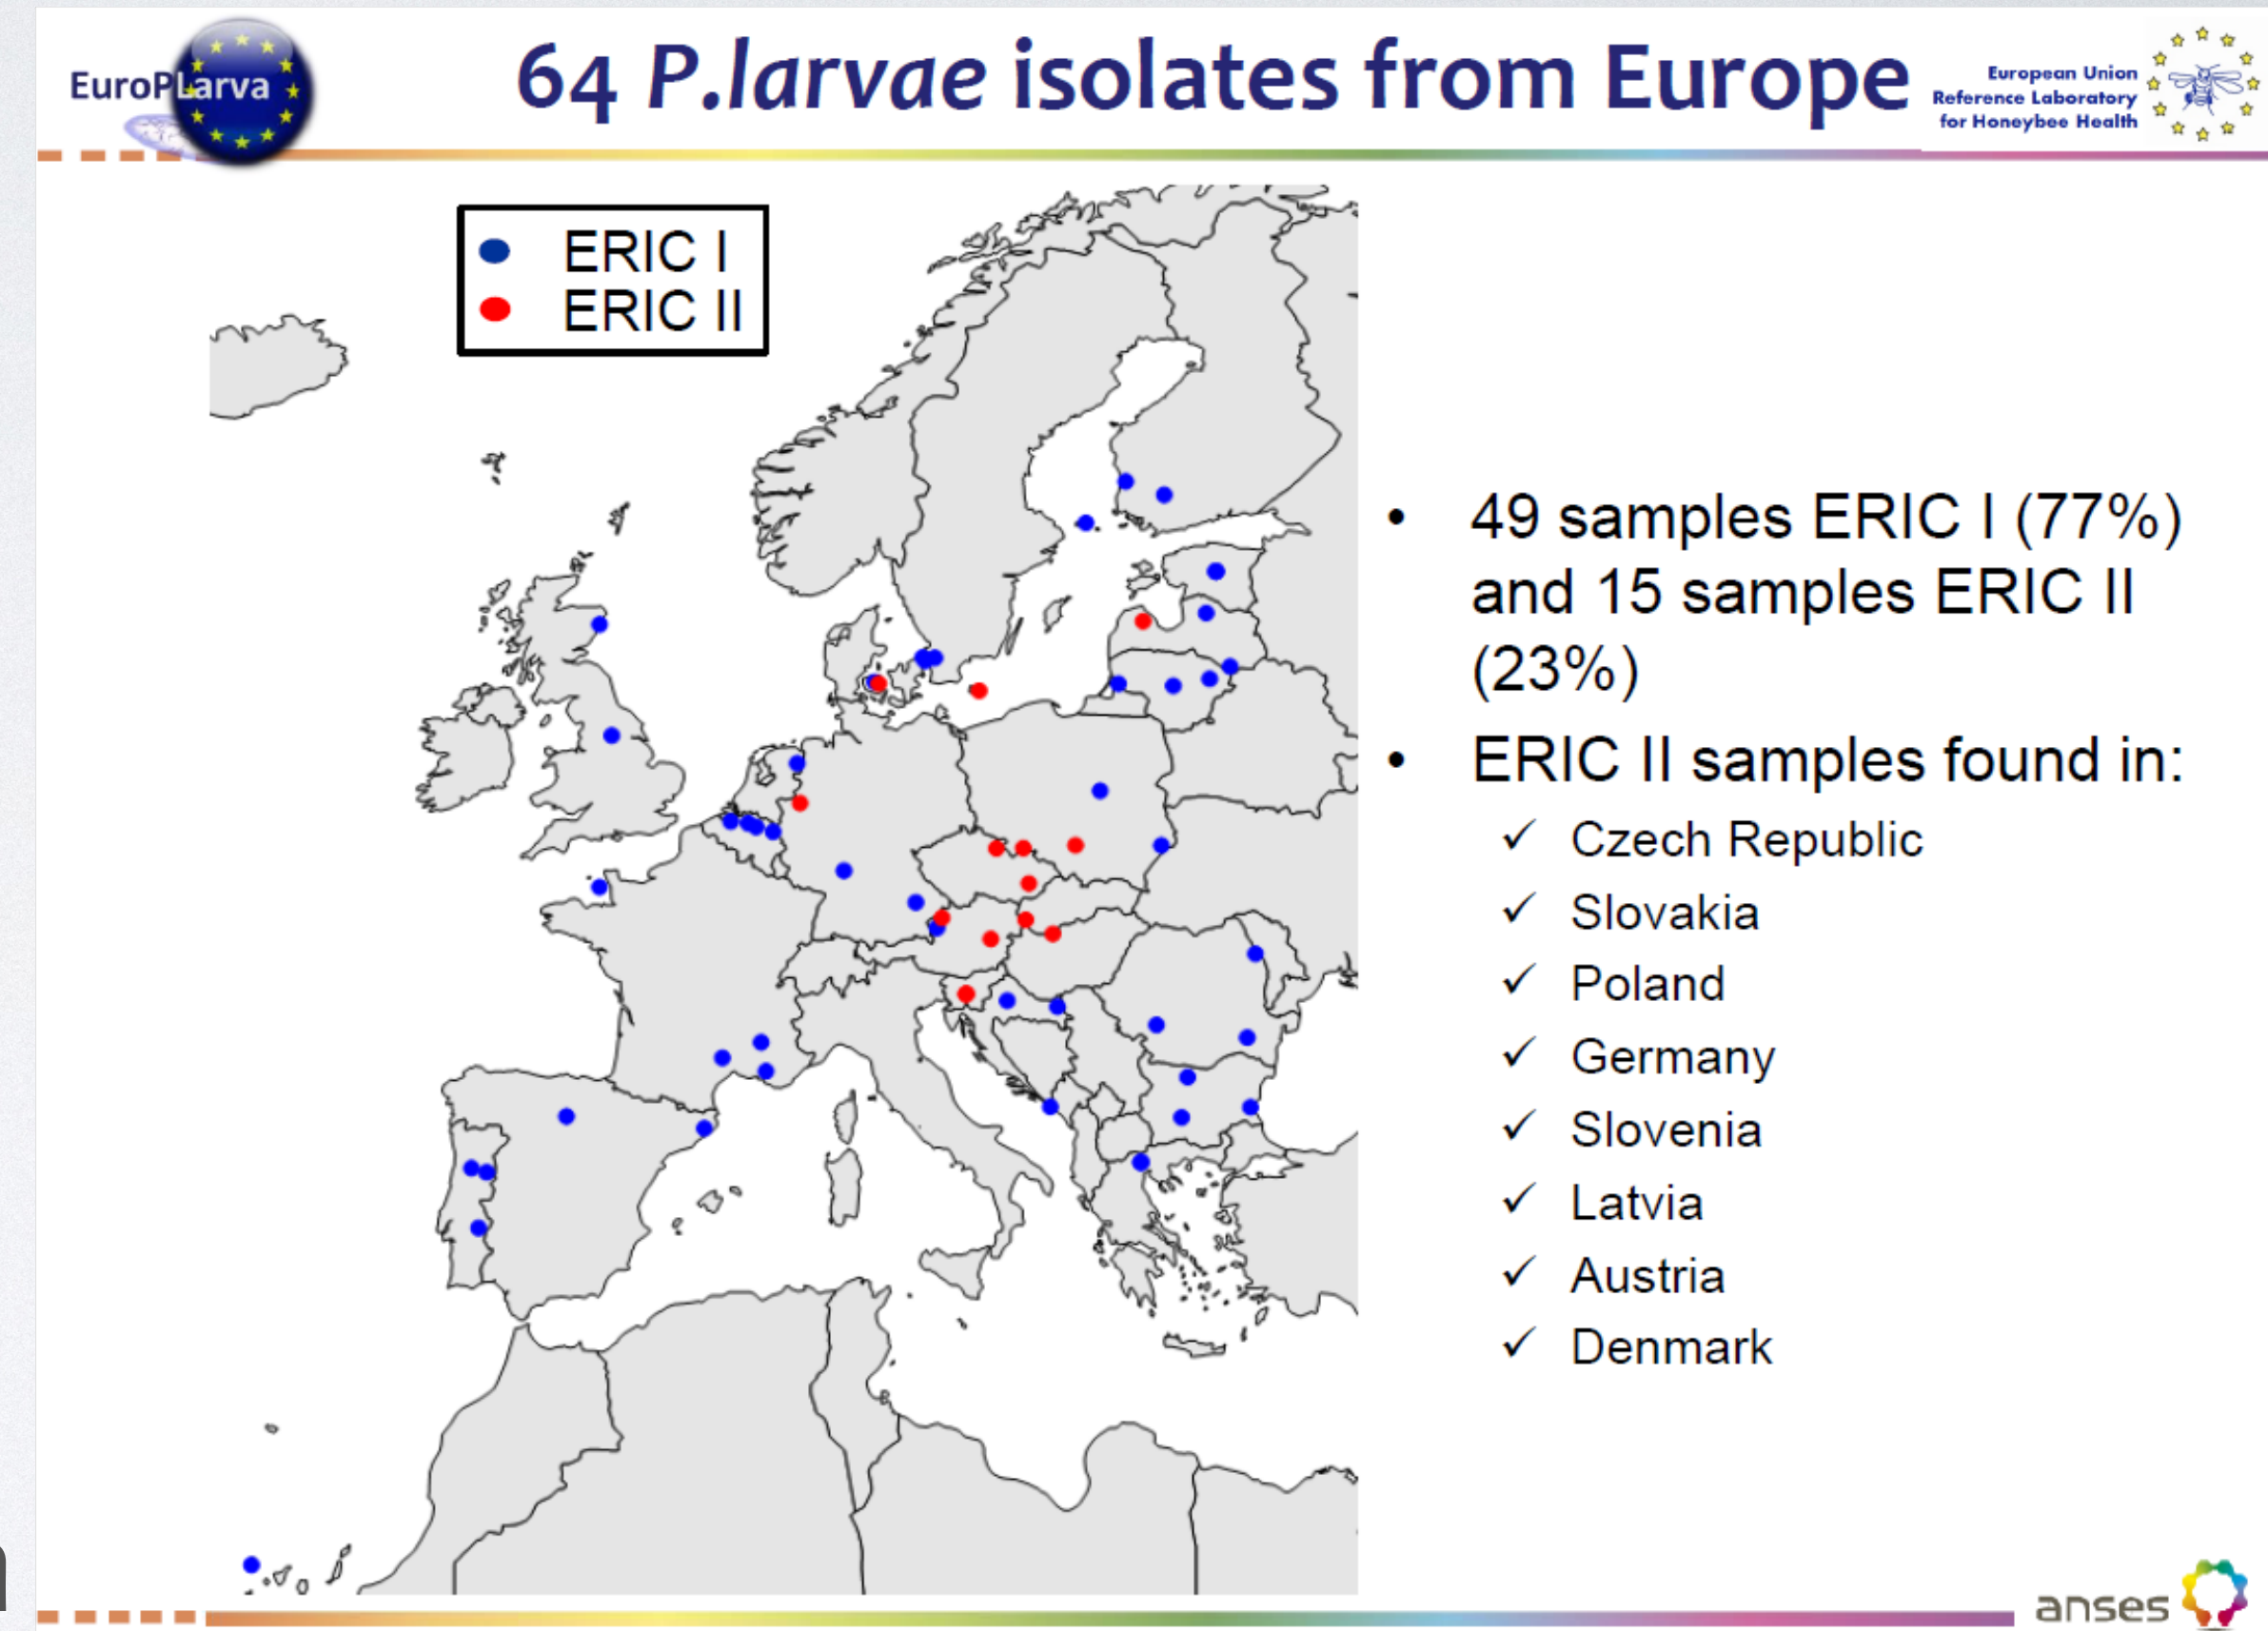 EuroPLarva
64 P.larvae isolates from Europe
European Union
Reference Laboratory
for Honeybee Health
ERIC I
ERIC II
• 49 samples ERIC I (77%)
and 15 samples ERIC II
(23%)
• ERIC II samples found in:
✓ Czech Republic
✓ Slovakia
✓ Poland
✓ Germany
✓ Slovenia
✓ Latvia
✓ Austria
✓ Denmark
anses